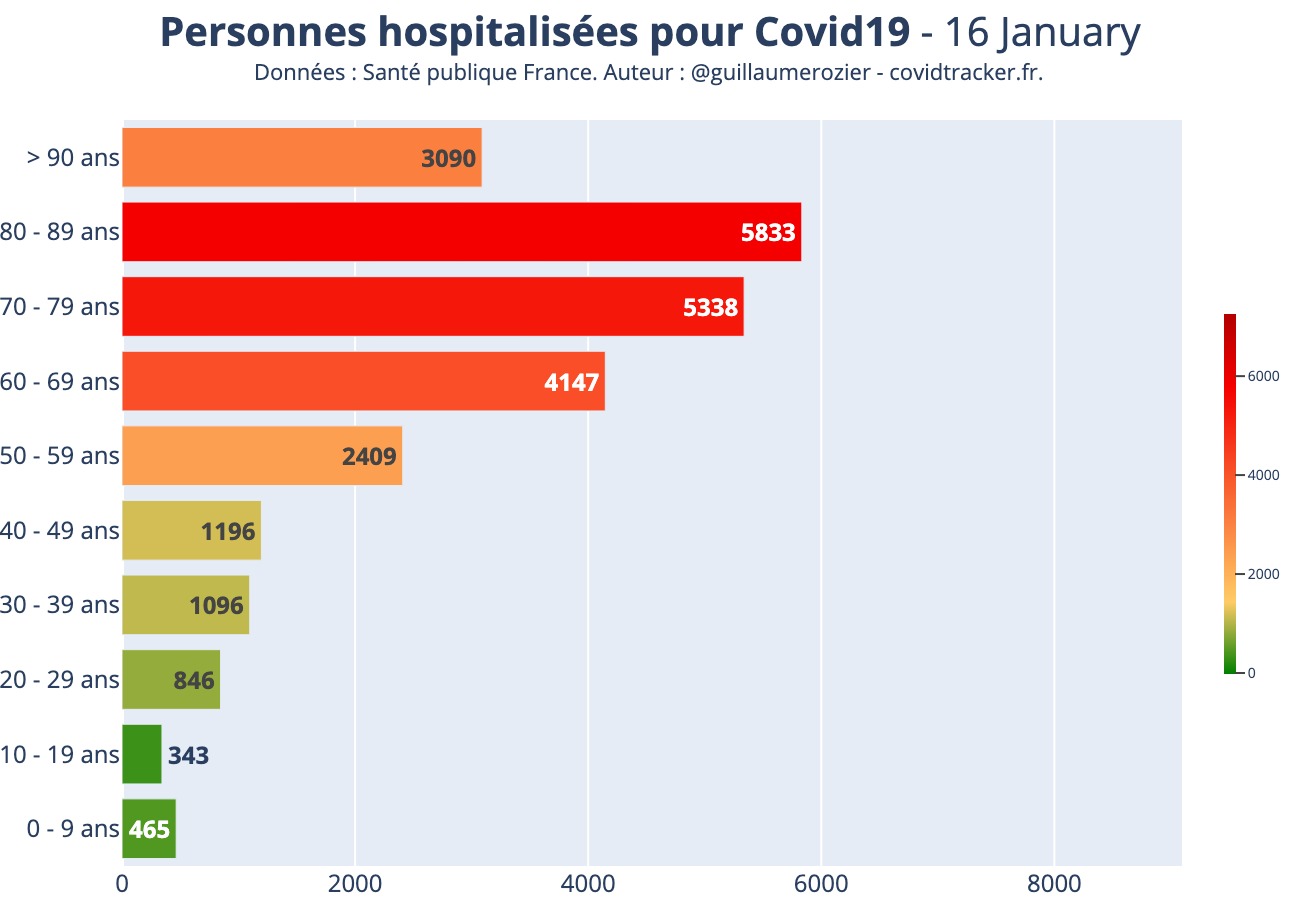 Personnes hospitalisées pour Covid19 - 16 January
Données : Santé publique France. Auteur : @guillaumerozier - covidtracker.fr.
> 90 ans 3090
80 - 89 ans 5833
70 - 79 ans 5338
60 - 69 ans 4147
50 - 59 ans 2409
40 - 49 ans 1196
30 - 39 ans 1096
20 - 29 ans 846
10 - 19 ans 343
0 - 9 ans 465
0 2000 4000 6000 8000
6000
4000
2000
0